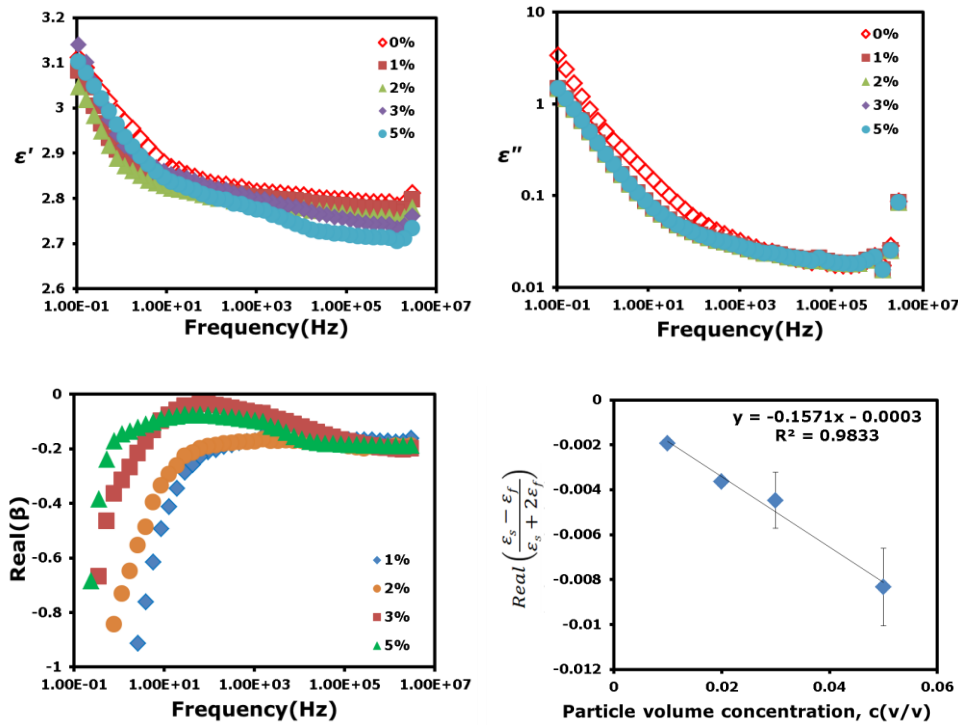 3.2
3.1
3
2.9
2.8
2.7
2.6
ε′
0%
1%
2%
3%
5%
1.00E-01 1.00E+01 1.00E+03 1.00E+05 1.00E+07
Frequency(Hz)
10
1
0.1
0.01
ε″
0%
1%
2%
3%
5%
1.00E-01 1.00E+01 1.00E+03 1.00E+05 1.00E+07
Frequency(Hz)
0
-0.2
-0.4
-0.6
-0.8
-1
Real(β)
1%
2%
3%
5%
1.00E-01 1.00E+01 1.00E+03 1.00E+05 1.00E+07
Frequency(Hz)
0
-0.002
-0.004
-0.006
-0.008
-0.01
-0.012
Real(εs − εf / εs + 2εf)
y = -0.1571x - 0.0003
R² = 0.9833
0 0.02 0.04 0.06
Particle volume concentration, c(v/v)